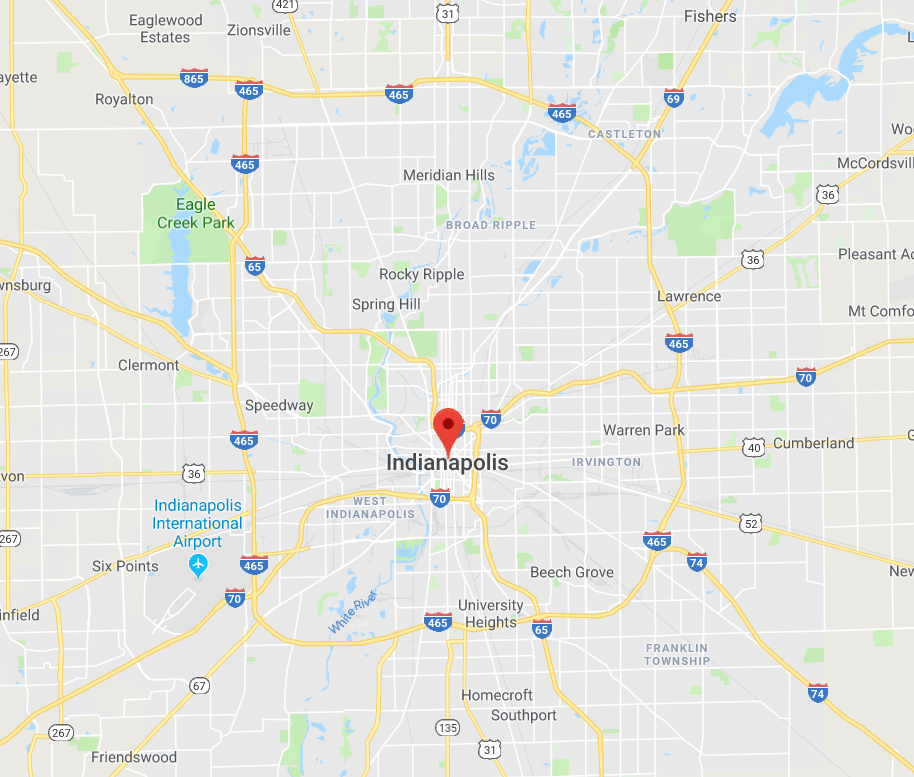 421
31
Fishers
Eaglewood
Estates
Zionsville
ayette
865
465
465
69
Royalton
465
CASTLETON
Wo
McCordsvil
465
Meridian Hills
36
Eagle
Creek Park
BROAD RIPPLE
Pleasant Ac
36
65
Rocky Ripple
wnsburg
Lawrence
Spring Hill
Mt Comfo
465
267
Clermont
70
Speedway
70
Warren Park
465
40
Cumberland
Indianapolis
IRVINGTON
36
von
70
WEST
INDIANAPOLIS
Indianapolis
International
Airport
52
267
465
Six Points
465
74
Beech Grove
New
70
White River
University
Heights
infield
465
65
FRANKLIN
TOWNSHIP
67
74
Homecroft
Southport
135
267
31
Friendswood